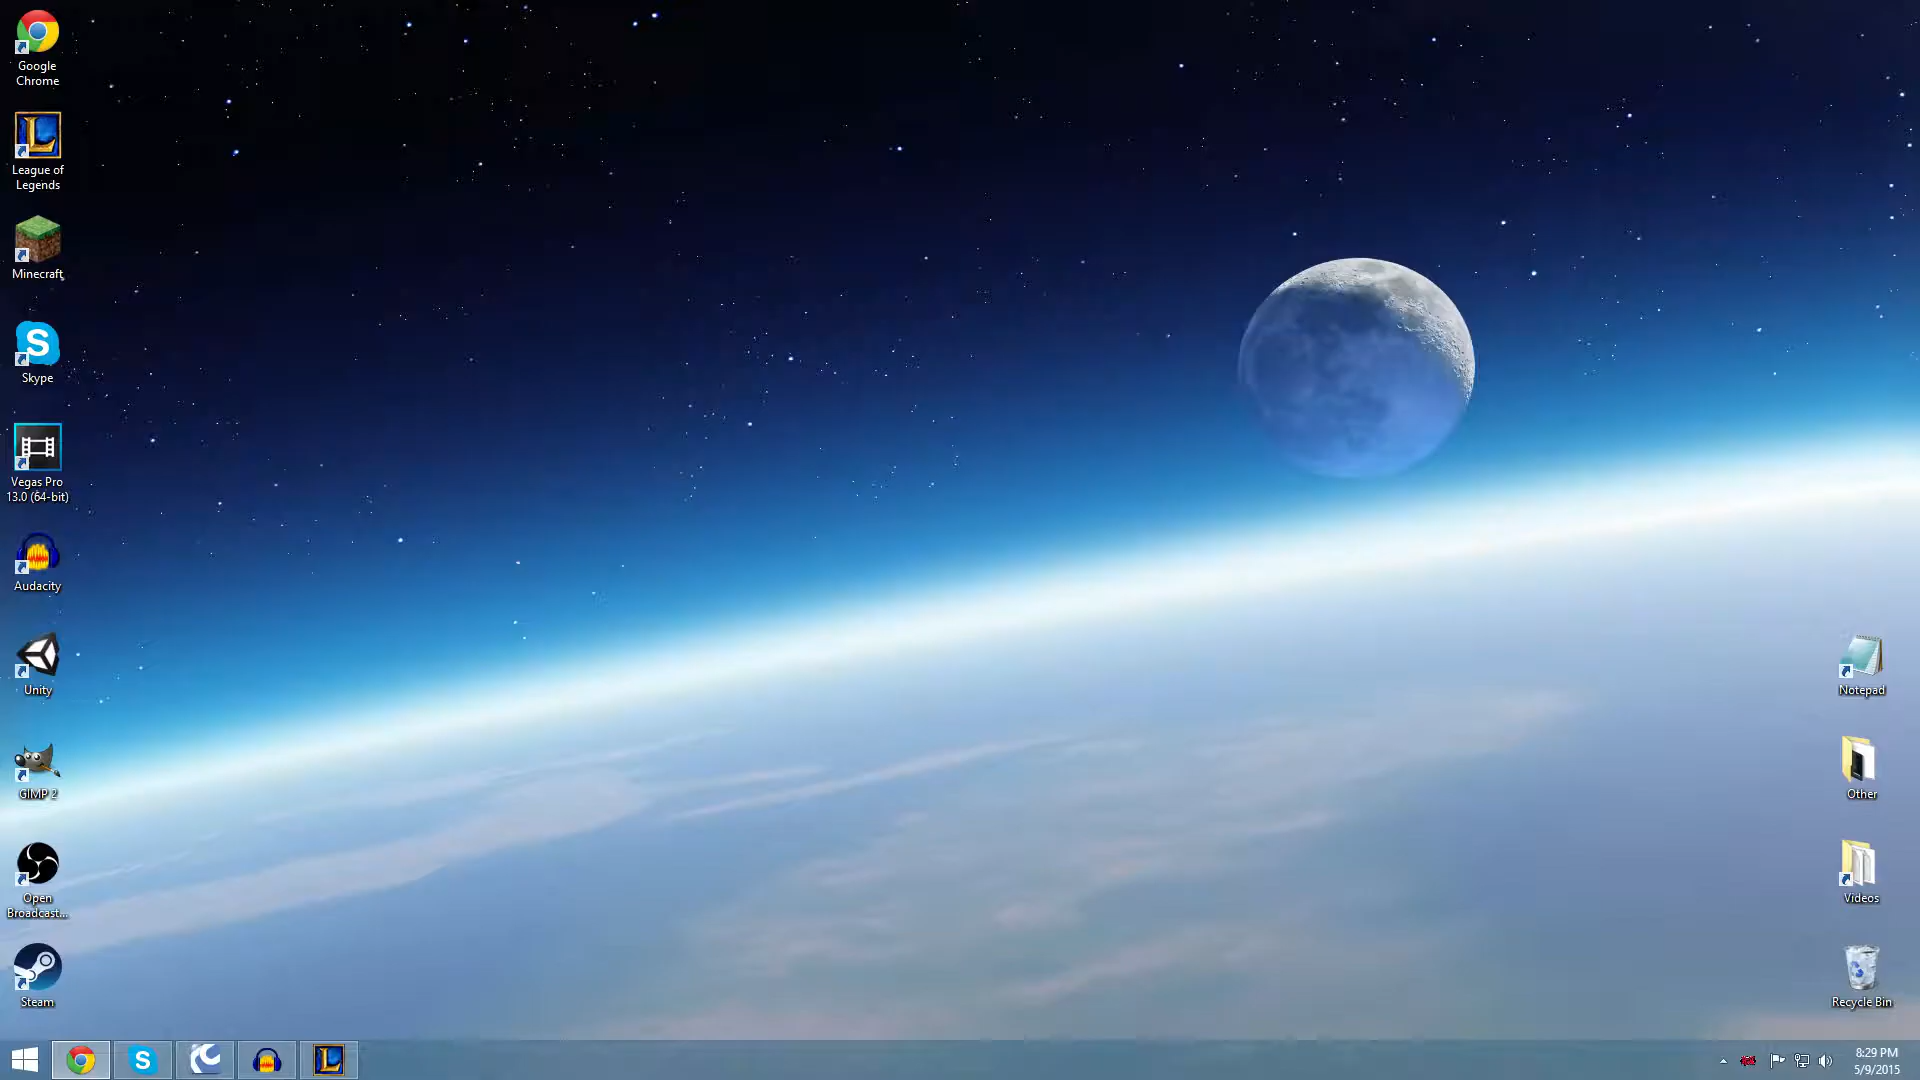 Google
Chrome
League of
Legends
Minecraft
Skype
Vegas Pro
13.0 (64-bit)
Audacity
Unity
GIMP 2
Open
Broadcast...
Steam
Notepad
Other
Videos
Recycle Bin
8:29 PM
5/9/2015